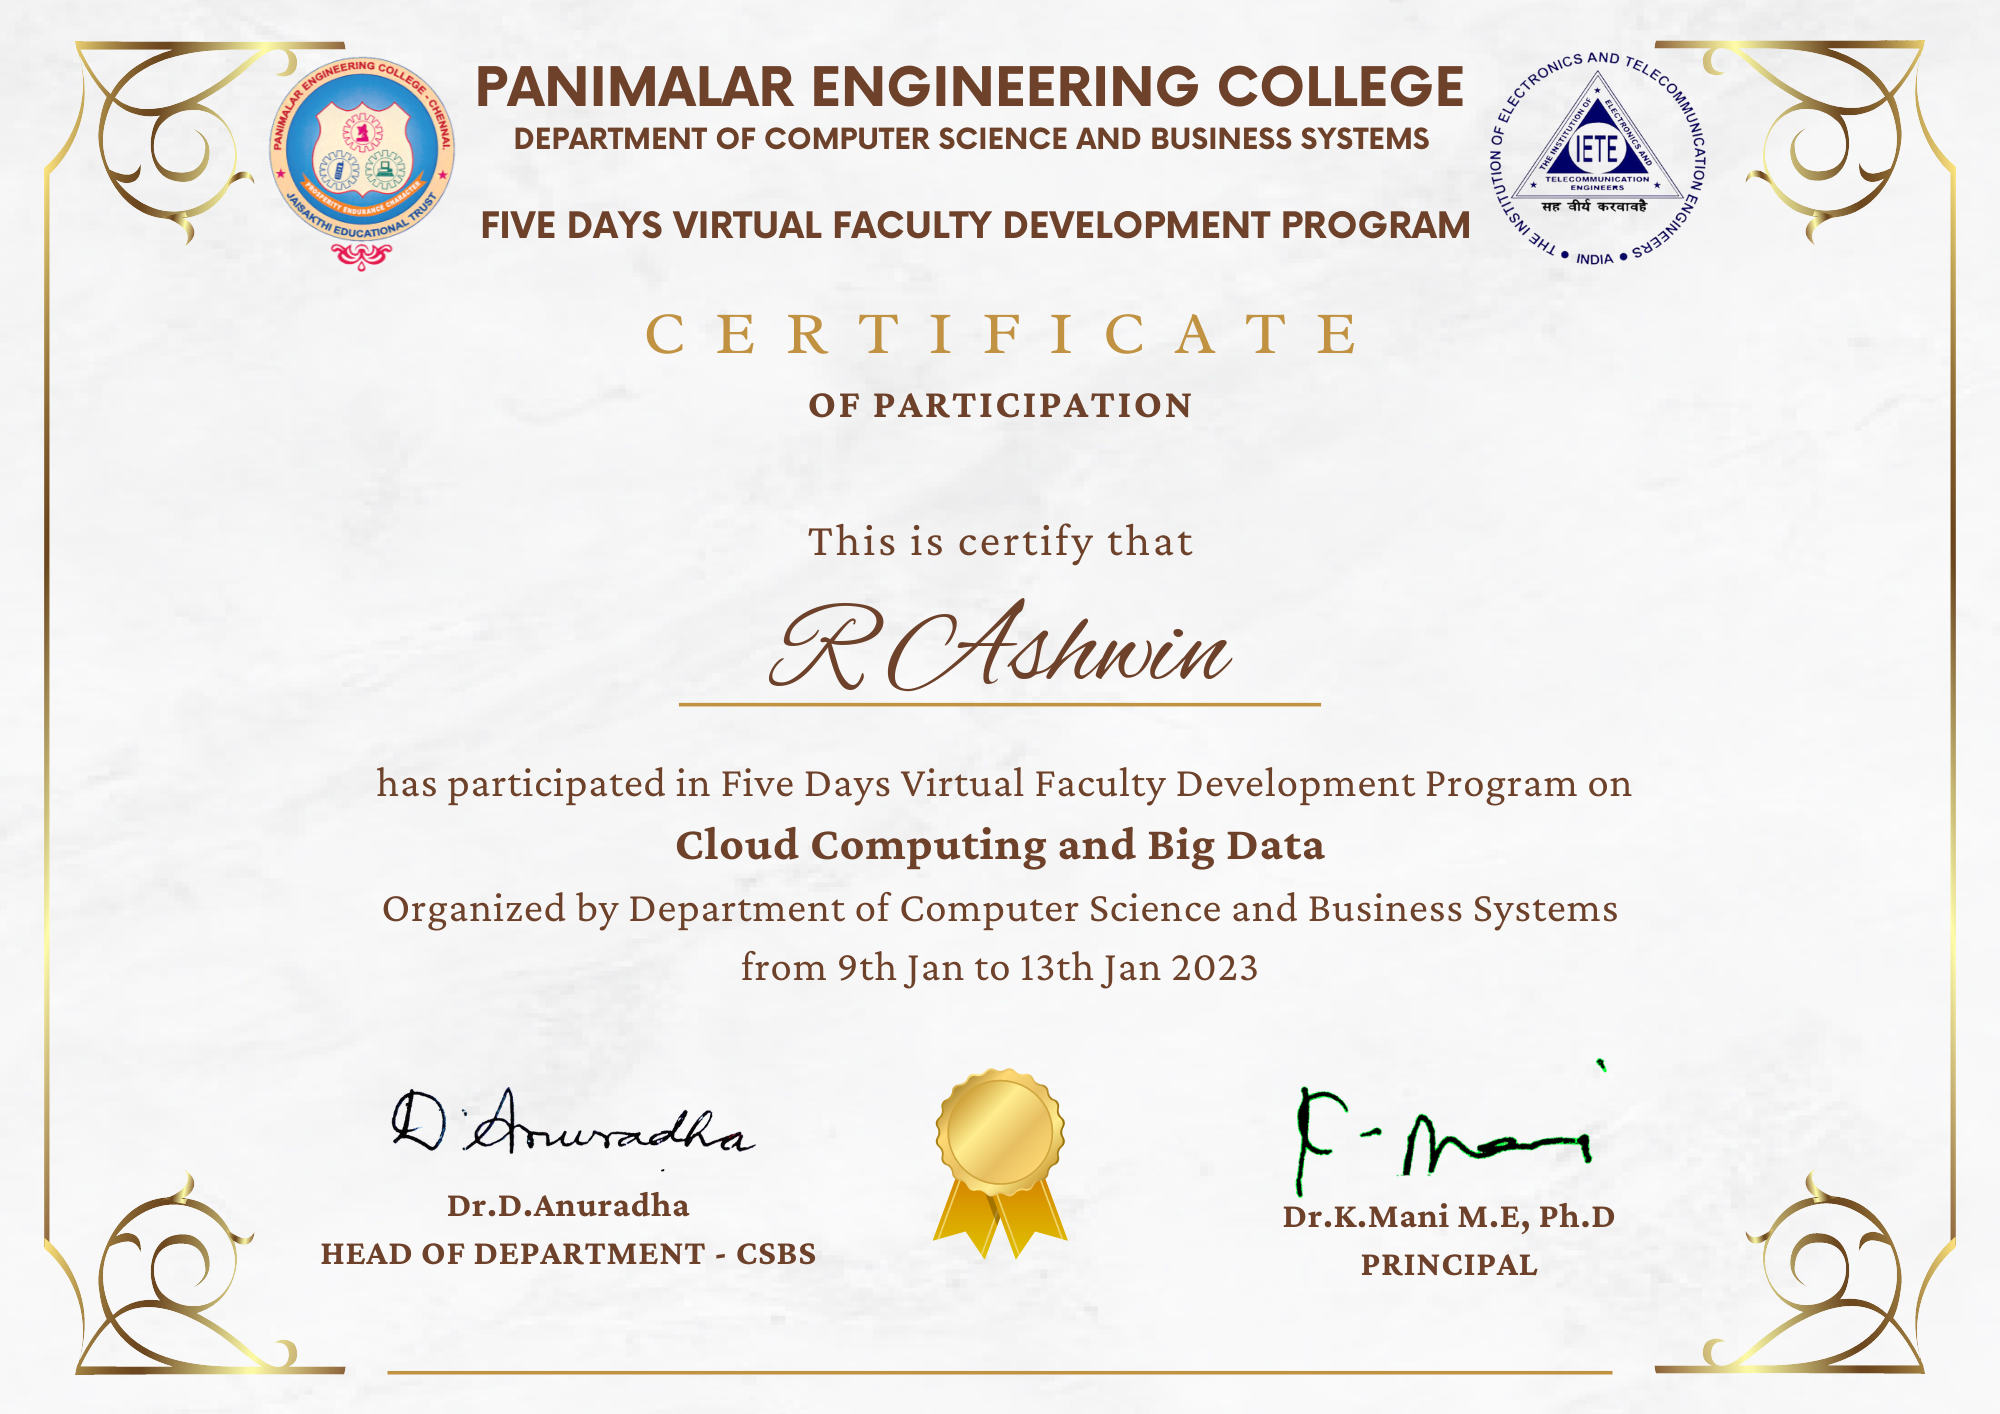 PANIMALAR ENGINEERING COLLEGE - CHENNAI
PROSPERITY ENDURANCE CHARACTER
JAISAKTHI EDUCATIONAL TRUST
PANIMALAR ENGINEERING COLLEGE
DEPARTMENT OF COMPUTER SCIENCE AND BUSINESS SYSTEMS
FIVE DAYS VIRTUAL FACULTY DEVELOPMENT PROGRAM
THE INSTITUTION OF ELECTRONICS AND TELECOMMUNICATION ENGINEERS • INDIA •
THE INSTITUTION OF
ELECTRONICS AND
IETE
TELECOMMUNICATION
ENGINEERS
सह वीर्य करवावहै
CERTIFICATE
OF PARTICIPATION
This is certify that
R Ashwin
has participated in Five Days Virtual Faculty Development Program on
Cloud Computing and Big Data
Organized by Department of Computer Science and Business Systems
from 9th Jan to 13th Jan 2023
D. Anuradha
Dr.D.Anuradha
HEAD OF DEPARTMENT - CSBS
K - Mani
Dr.K.Mani M.E, Ph.D
PRINCIPAL